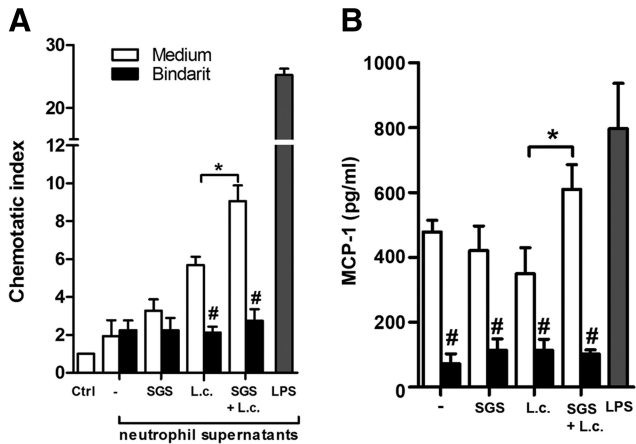 A
Chemotatic index
30
20
12
10
8
6
4
2
0
Medium
Bindarit
*
#
#
Ctrl
-
SGS
L.c.
SGS
+ L.c.
LPS
neutrophil supernatants
B
MCP-1 (pg/ml)
1000
800
600
400
200
0
*
#
#
#
#
-
SGS
L.c.
SGS
+ L.c.
LPS